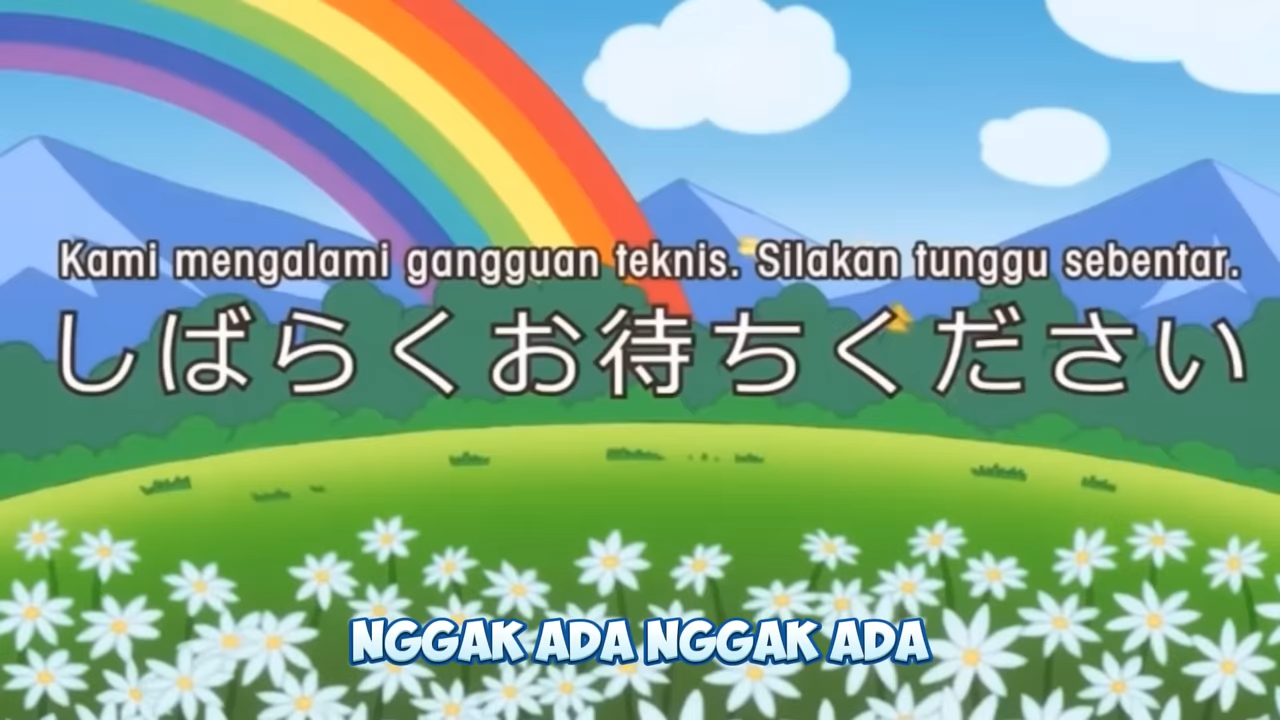 Kami mengalami gangguan teknis. Silakan tunggu sebentar.
しばらくお待ちください
NGGAK ADA NGGAK ADA